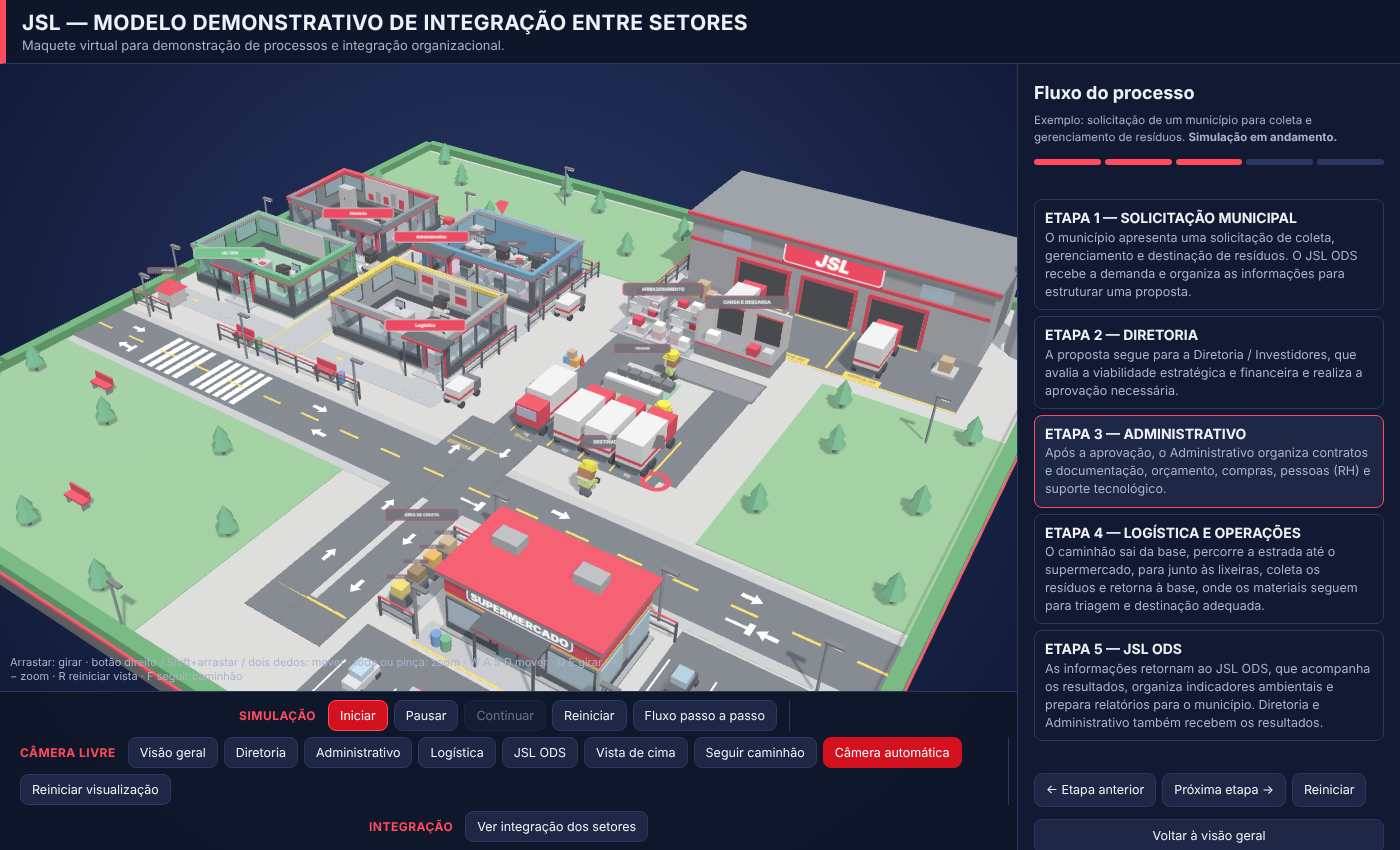 JSL — MODELO DEMONSTRATIVO DE INTEGRAÇÃO ENTRE SETORES
Maquete virtual para demonstração de processos e integração organizacional.
Diretoria
Administrativo
JSL ODS
Logística
ARMAZENAMENTO
CARGA E DESCARGA
JSL
ÁREA DE COLETA
SUPERMERCADO
Arrastar: girar · botão direito / Shift+arrastar / dois dedos: mover
− zoom · R reiniciar vista · F seguir caminhão
SIMULAÇÃO
Iniciar
Pausar
Continuar
Reiniciar
Fluxo passo a passo
CÂMERA LIVRE
Visão geral
Diretoria
Administrativo
Logística
JSL ODS
Vista de cima
Seguir caminhão
Câmera automática
Reiniciar visualização
INTEGRAÇÃO
Ver integração dos setores
Fluxo do processo
Exemplo: solicitação de um município para coleta e
gerenciamento de resíduos. Simulação em andamento.
ETAPA 1 — SOLICITAÇÃO MUNICIPAL
O município apresenta uma solicitação de coleta,
gerenciamento e destinação de resíduos. O JSL ODS
recebe a demanda e organiza as informações para
estruturar uma proposta.
ETAPA 2 — DIRETORIA
A proposta segue para a Diretoria / Investidores, que
avalia a viabilidade estratégica e financeira e realiza a
aprovação necessária.
ETAPA 3 — ADMINISTRATIVO
Após a aprovação, o Administrativo organiza contratos
e documentação, orçamento, compras, pessoas (RH) e
suporte tecnológico.
ETAPA 4 — LOGÍSTICA E OPERAÇÕES
O caminhão sai da base, percorre a estrada até o
supermercado, para junto às lixeiras, coleta os
resíduos e retorna à base, onde os materiais seguem
para triagem e destinação adequada.
ETAPA 5 — JSL ODS
As informações retornam ao JSL ODS, que acompanha
os resultados, organiza indicadores ambientais e
prepara relatórios para o município. Diretoria e
Administrativo também recebem os resultados.
← Etapa anterior
Próxima etapa →
Reiniciar
Voltar à visão geral